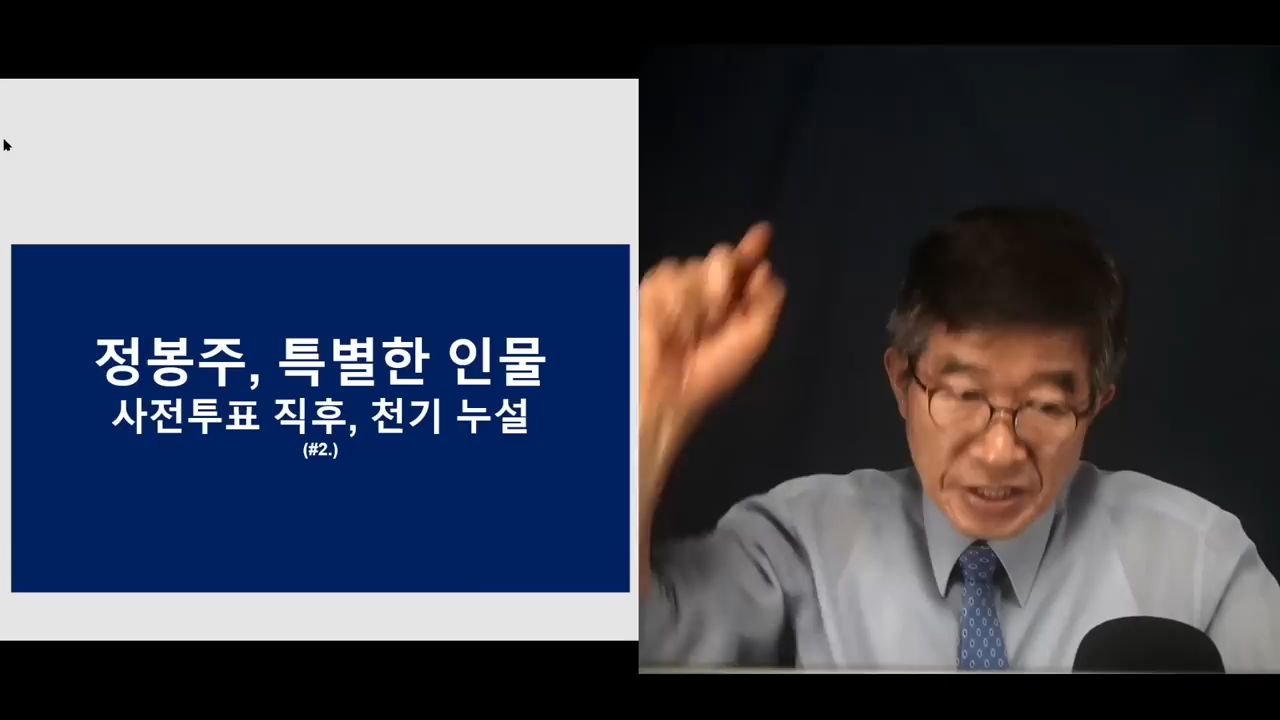 정봉주, 특별한 인물
사전투표 직후, 천기 누설
(#2.)